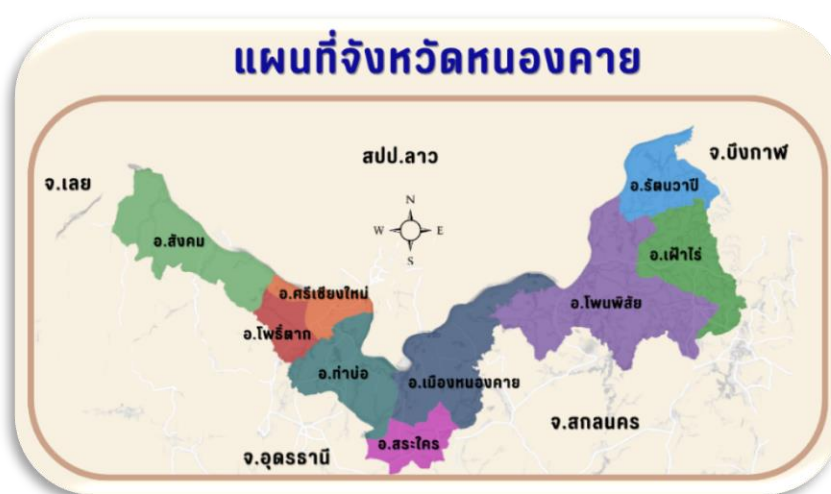 แผนที่จังหวัดหนองคาย
สปป.ลาว
จ.บึงกาฬ
จ.เลย
อ.รัตนวาปี
N
W E
S
อ.สังคม
อ.เฝ้าไร่
อ.ศรีเชียงใหม่
อ.โพนพิสัย
อ.โพธิ์ตาก
อ.ท่าบ่อ
อ.เมืองหนองคาย
จ.สกลนคร
อ.สระใคร
จ.อุดรธานี